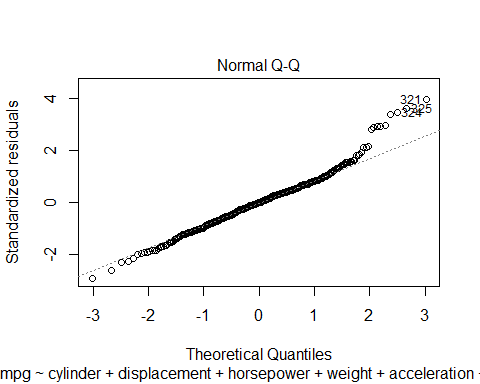 Normal Q-Q
Standardized residuals
4
2
0
-2
321
325
324
-3 -2 -1 0 1 2 3
Theoretical Quantiles
mpg ~ cylinder + displacement + horsepower + weight + acceleration +